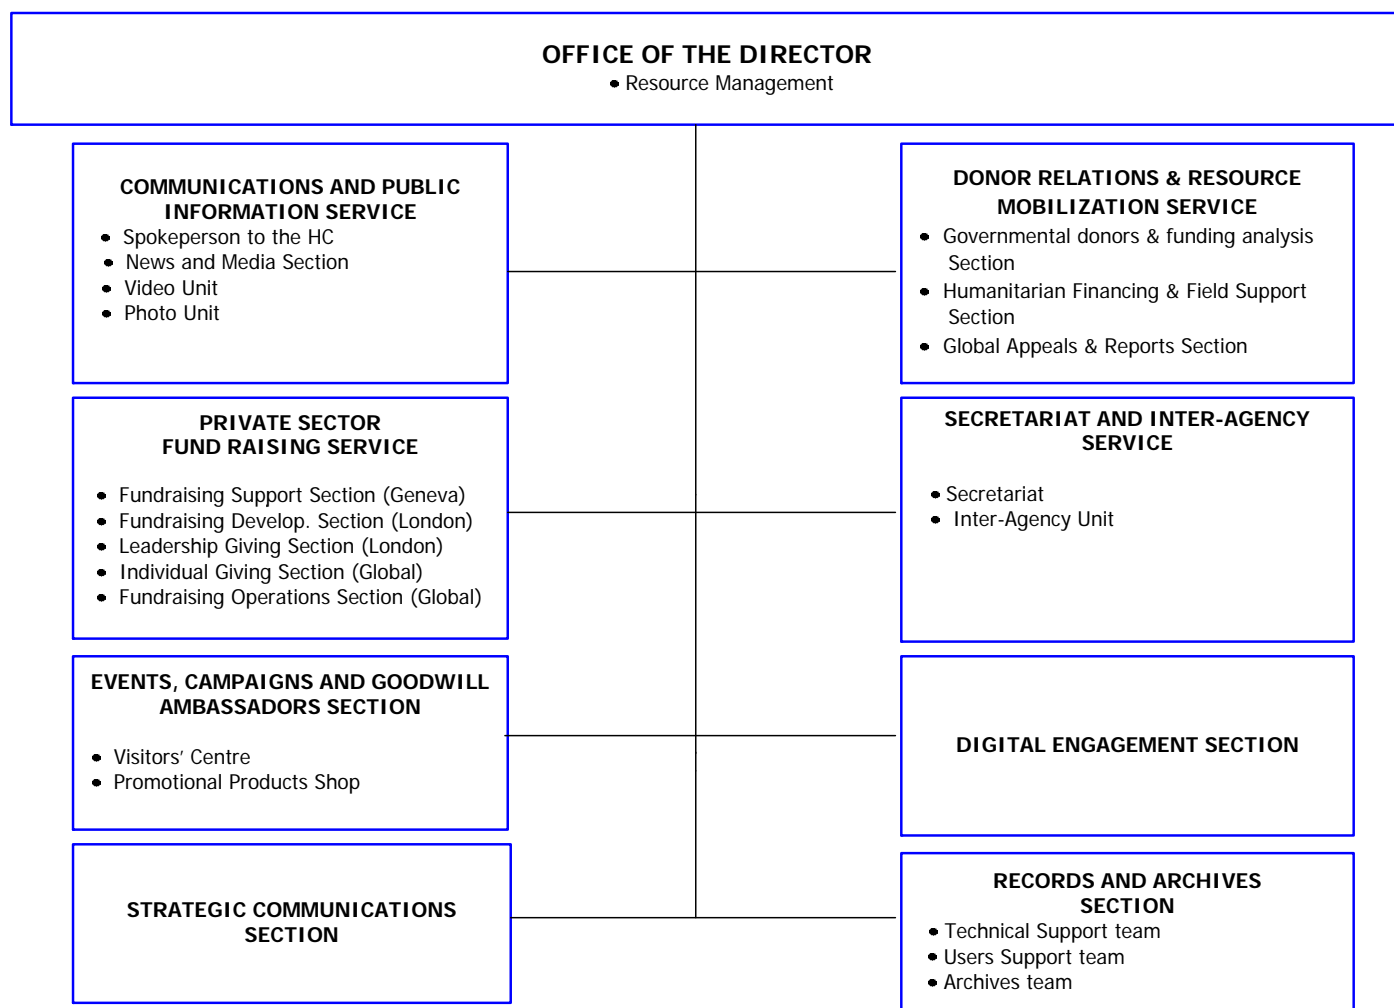 OFFICE OF THE DIRECTOR
• Resource Management
COMMUNICATIONS AND PUBLIC
INFORMATION SERVICE
• Spokeperson to the HC
• News and Media Section
• Video Unit
• Photo Unit
DONOR RELATIONS & RESOURCE
MOBILIZATION SERVICE
• Governmental donors & funding analysis
Section
• Humanitarian Financing & Field Support
Section
• Global Appeals & Reports Section
PRIVATE SECTOR
FUND RAISING SERVICE
• Fundraising Support Section (Geneva)
• Fundraising Develop. Section (London)
• Leadership Giving Section (London)
• Individual Giving Section (Global)
• Fundraising Operations Section (Global)
SECRETARIAT AND INTER-AGENCY
SERVICE
• Secretariat
• Inter-Agency Unit
EVENTS, CAMPAIGNS AND GOODWILL
AMBASSADORS SECTION
• Visitors’ Centre
• Promotional Products Shop
DIGITAL ENGAGEMENT SECTION
STRATEGIC COMMUNICATIONS
SECTION
RECORDS AND ARCHIVES
SECTION
• Technical Support team
• Users Support team
• Archives team